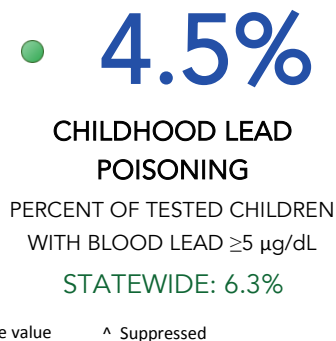 4.5%
CHILDHOOD LEAD
POISONING
PERCENT OF TESTED CHILDREN
WITH BLOOD LEAD ≥5 µg/dL
STATEWIDE: 6.3%
e value ^ Suppressed